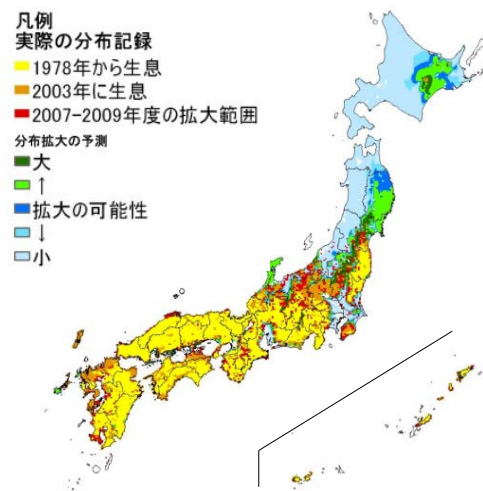 凡例
実際の分布記録
1978年から生息
2003年に生息
2007-2009年度の拡大範囲
分布拡大の予測
大
↑
拡大の可能性
↓
小